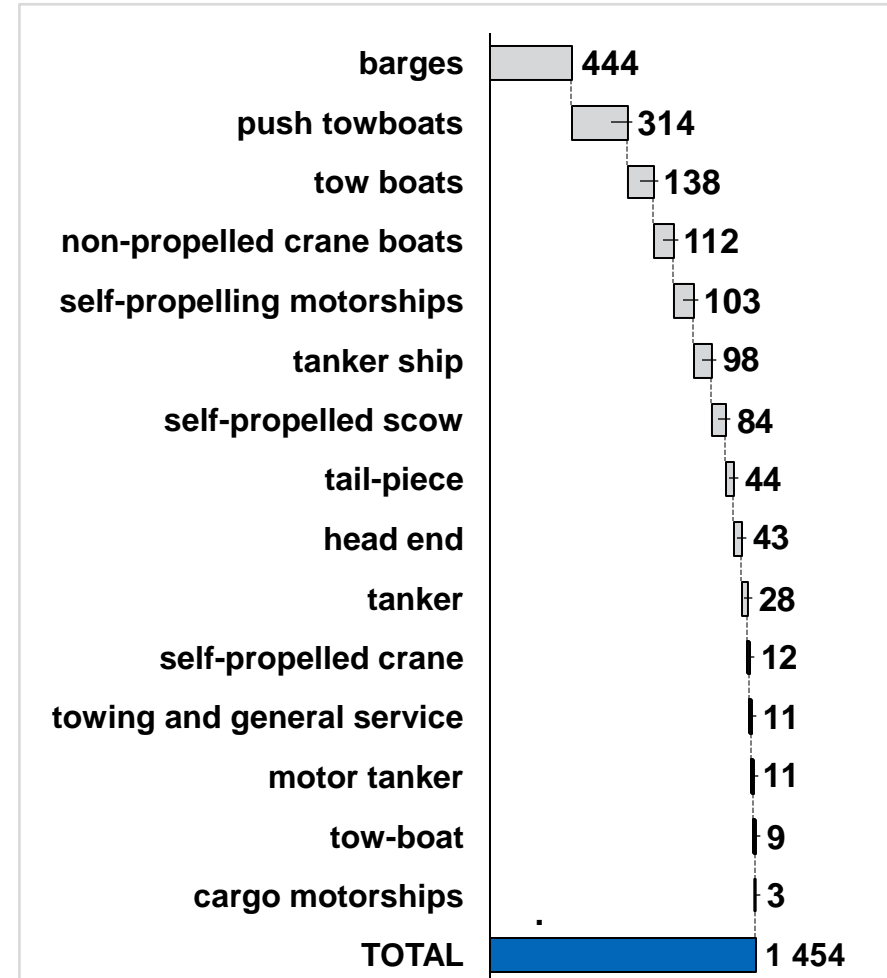 barges 444
push towboats 314
tow boats 138
non-propelled crane boats 112
self-propelling motorships 103
tanker ship 98
self-propelled scow 84
tail-piece 44
head end 43
tanker 28
self-propelled crane 12
towing and general service 11
motor tanker 11
tow-boat 9
cargo motorships 3
.
TOTAL 1 454